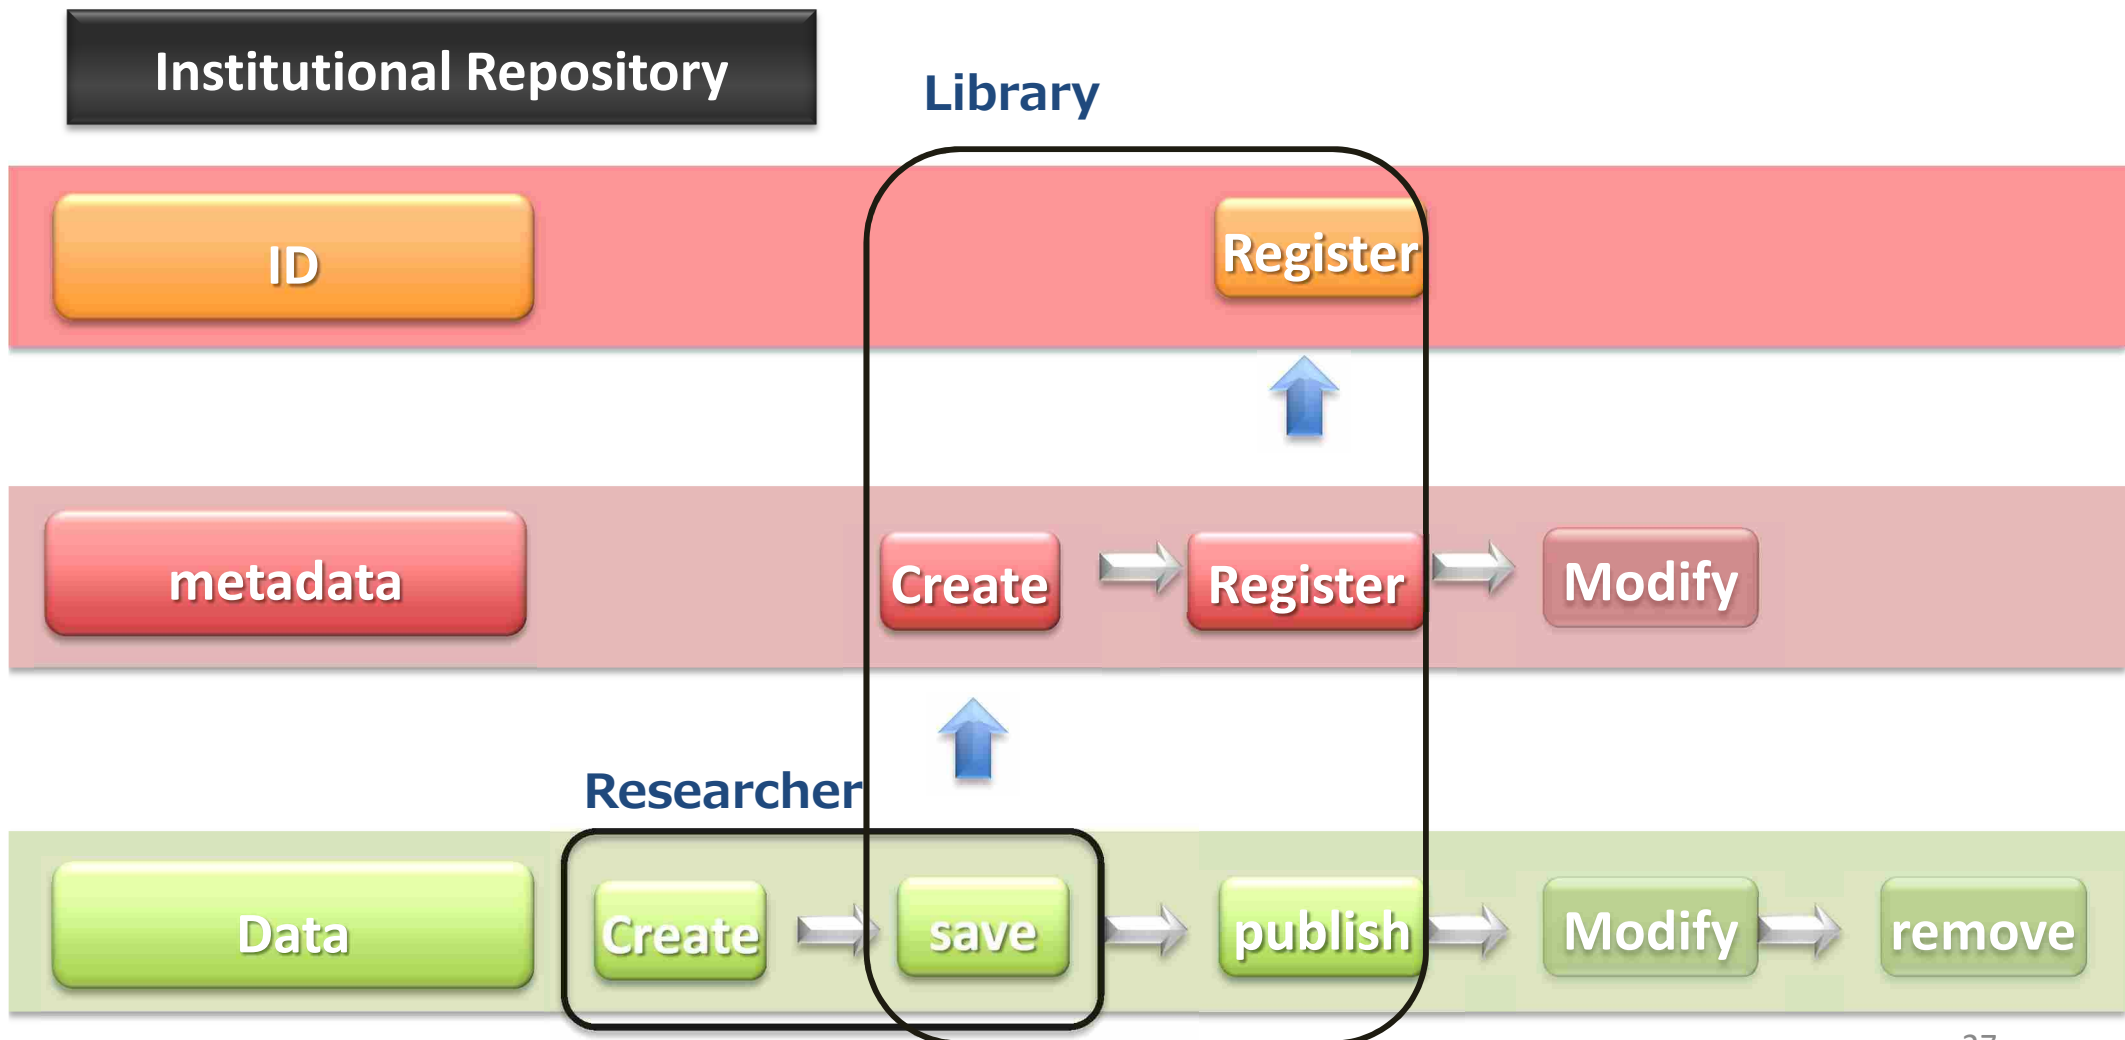 Institutional Repository
Library
ID
Register
metadata
Create
Register
Modify
Researcher
Data
Create
save
publish
Modify
remove